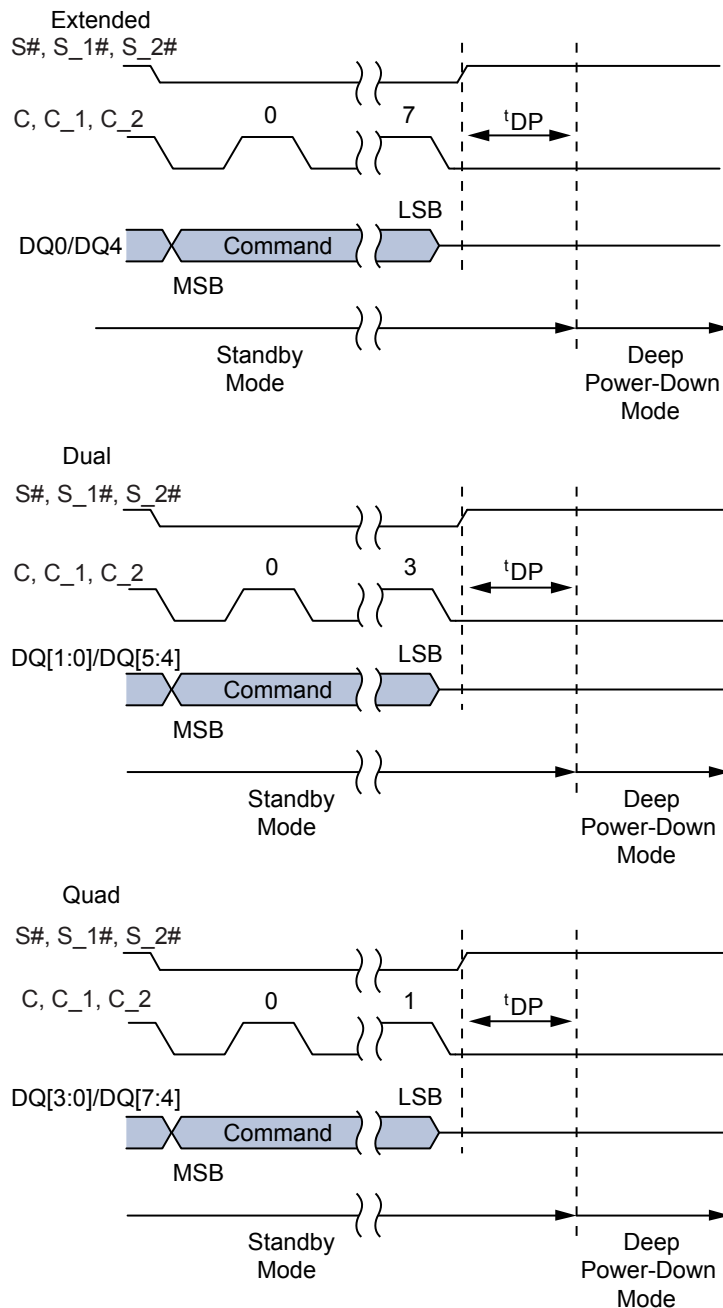 Extended
S#, S_1#, S_2#
C, C_1, C_2
0
7
tDP
LSB
DQ0/DQ4
Command
MSB
Standby
Mode
Deep
Power-Down
Mode
Dual
S#, S_1#, S_2#
C, C_1, C_2
0
3
tDP
DQ[1:0]/DQ[5:4]
LSB
Command
MSB
Standby
Mode
Deep
Power-Down
Mode
Quad
S#, S_1#, S_2#
C, C_1, C_2
0
1
tDP
DQ[3:0]/DQ[7:4]
LSB
Command
MSB
Standby
Mode
Deep
Power-Down
Mode